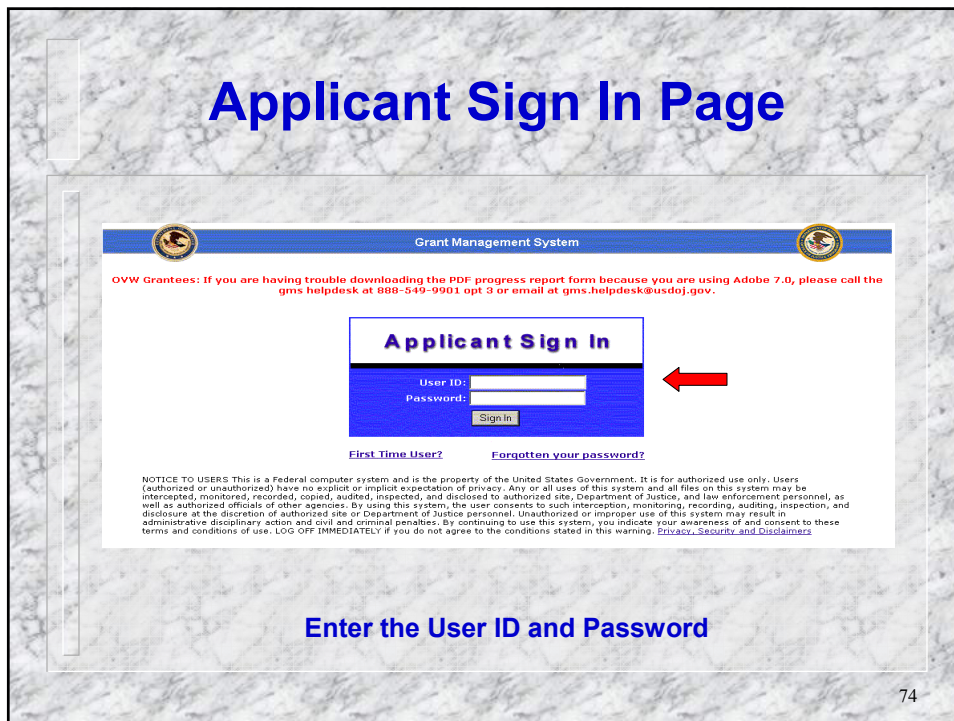 Applicant Sign In Page
Grant Management System
OVW Grantees: If you are having trouble downloading the PDF progress report form because you are using Adobe 7.0, please call the
gms helpdesk at 888-549-9901 opt 3 or email at gms.helpdesk@usdoj.gov.
Applicant Sign In
User ID:
Password:
Sign In
First Time User? Forgotten your password?
NOTICE TO USERS This is a Federal computer system and is the property of the United States Government. It is for authorized use only. Users
(authorized or unauthorized) have no explicit or implicit expectation of privacy. Any or all uses of this system and all files on this system may be
intercepted, monitored, recorded, copied, audited, inspected, and disclosed to authorized site, Department of Justice, and law enforcement personnel, as
well as authorized officials of other agencies. By using this system, the user consents to such interception, monitoring, recording, auditing, inspection, and
disclosure at the discretion of authorized site or Department of Justice personnel. Unauthorized or improper use of this system may result in
administrative disciplinary action and civil and criminal penalties. By continuing to use this system, you indicate your awareness of and consent to these
terms and conditions of use. LOG OFF IMMEDIATELY if you do not agree to the conditions stated in this warning. Privacy, Security and Disclaimers
Enter the User ID and Password
74